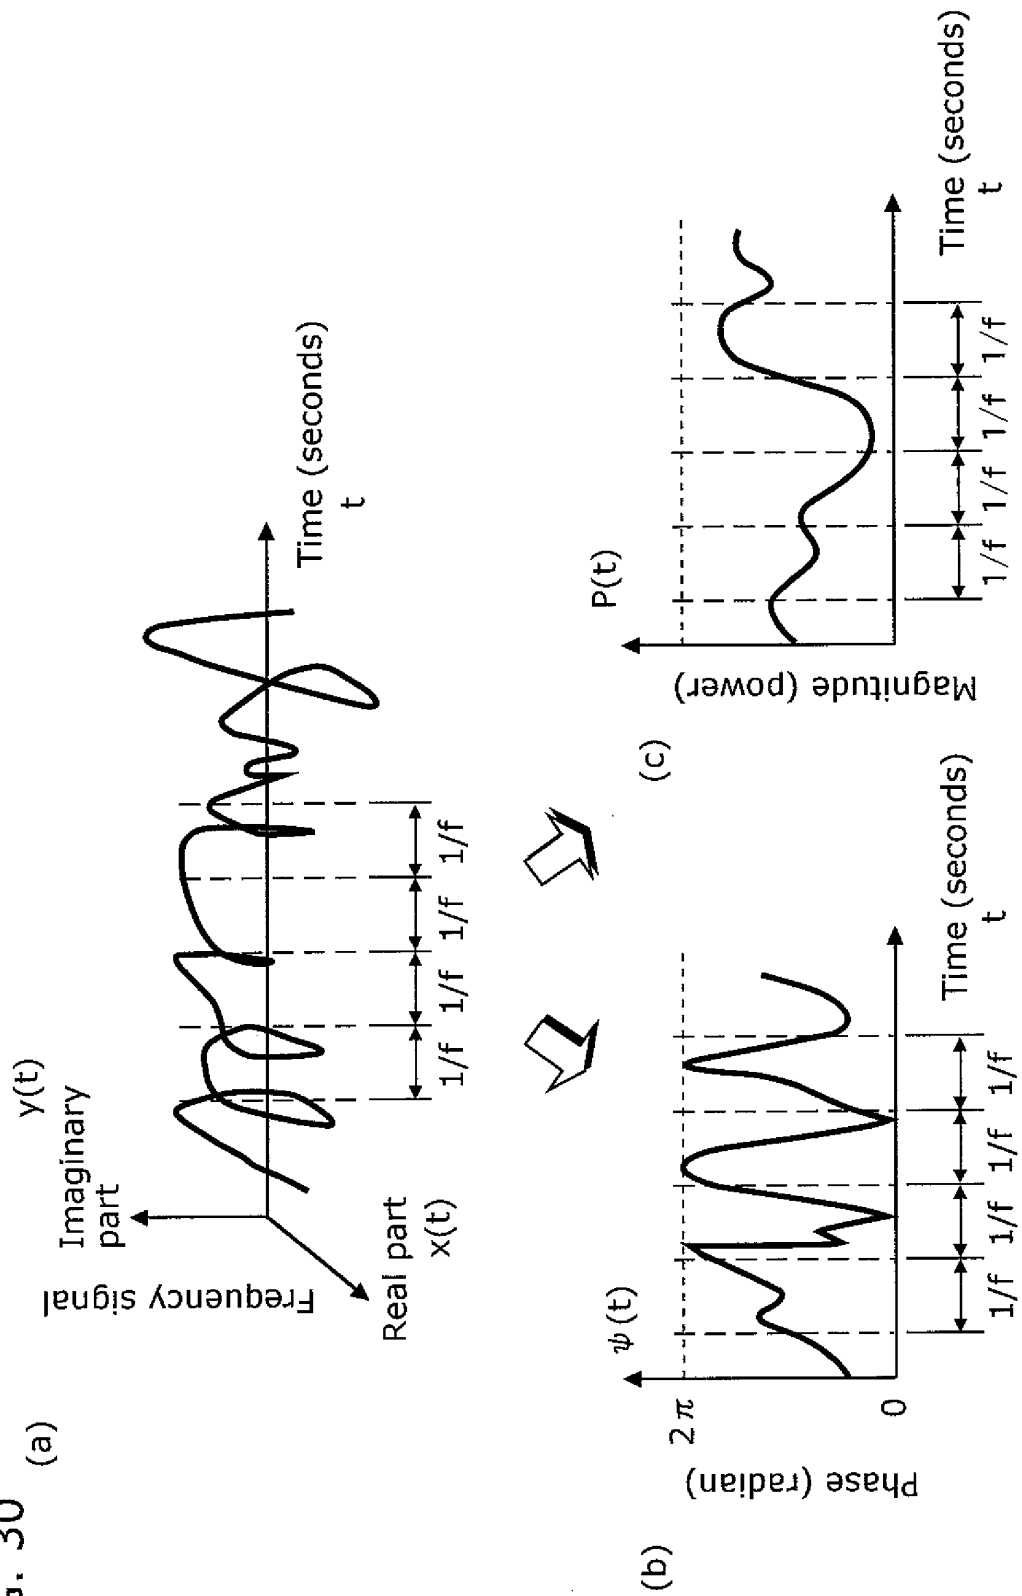 . 30
(a)
y(t)
Imaginary
part
Frequency signal
Real part
x(t)
Time (seconds)
t
1/f 1/f 1/f 1/f
(b)
ψ(t)
2π
0
Phase (radian)
Time (seconds)
t
1/f 1/f 1/f 1/f
(c)
P(t)
Magnitude (power)
Time (seconds)
t
1/f 1/f 1/f 1/f